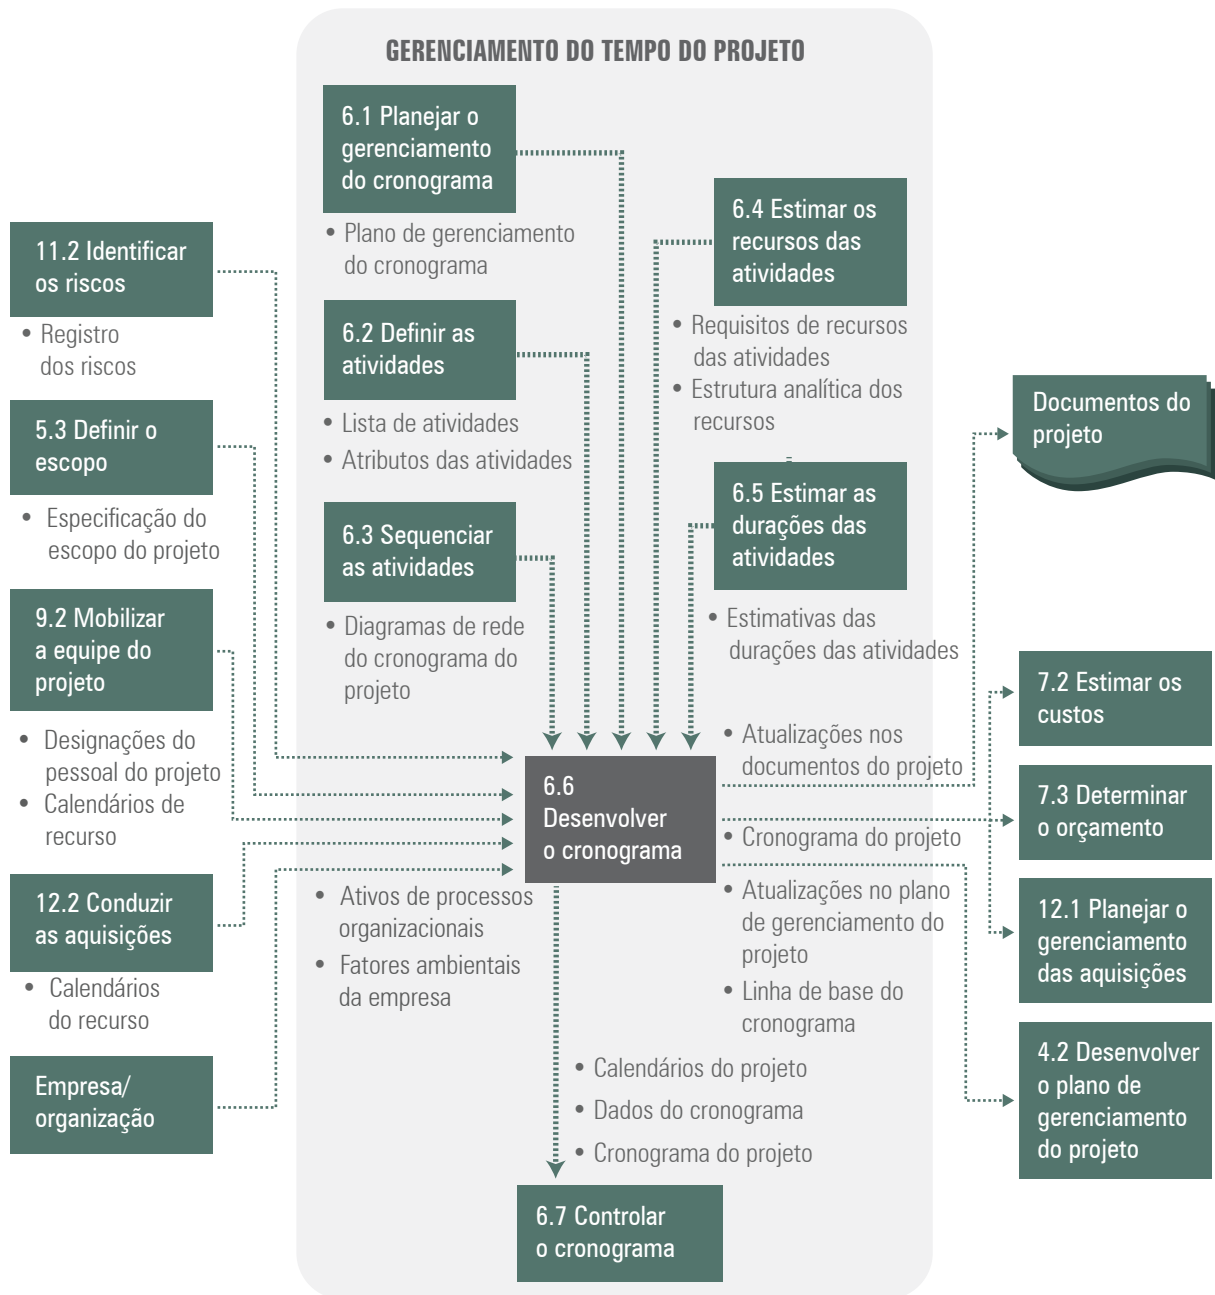 GERENCIAMENTO DO TEMPO DO PROJETO
6.1 Planejar o
gerenciamento
do cronograma
• Plano de gerenciamento
do cronograma
6.2 Definir as
atividades
• Lista de atividades
• Atributos das atividades
6.3 Sequenciar
as atividades
• Diagramas de rede
do cronograma do
projeto
6.4 Estimar os
recursos das
atividades
• Requisitos de recursos
das atividades
• Estrutura analítica dos
recursos
6.5 Estimar as
durações das
atividades
• Estimativas das
durações das atividades
11.2 Identificar
os riscos
• Registro
dos riscos
5.3 Definir o
escopo
• Especificação do
escopo do projeto
9.2 Mobilizar
a equipe do
projeto
• Designações do
pessoal do projeto
• Calendários de
recurso
12.2 Conduzir
as aquisições
• Calendários
do recurso
Empresa/
organização
• Ativos de processos
organizacionais
• Fatores ambientais
da empresa
6.6
Desenvolver
o cronograma
• Atualizações nos
documentos do projeto
• Cronograma do projeto
• Atualizações no plano
de gerenciamento do
projeto
• Linha de base do
cronograma
• Calendários do projeto
• Dados do cronograma
• Cronograma do projeto
6.7 Controlar
o cronograma
Documentos do
projeto
7.2 Estimar os
custos
7.3 Determinar
o orçamento
12.1 Planejar o
gerenciamento
das aquisições
4.2 Desenvolver
o plano de
gerenciamento
do projeto